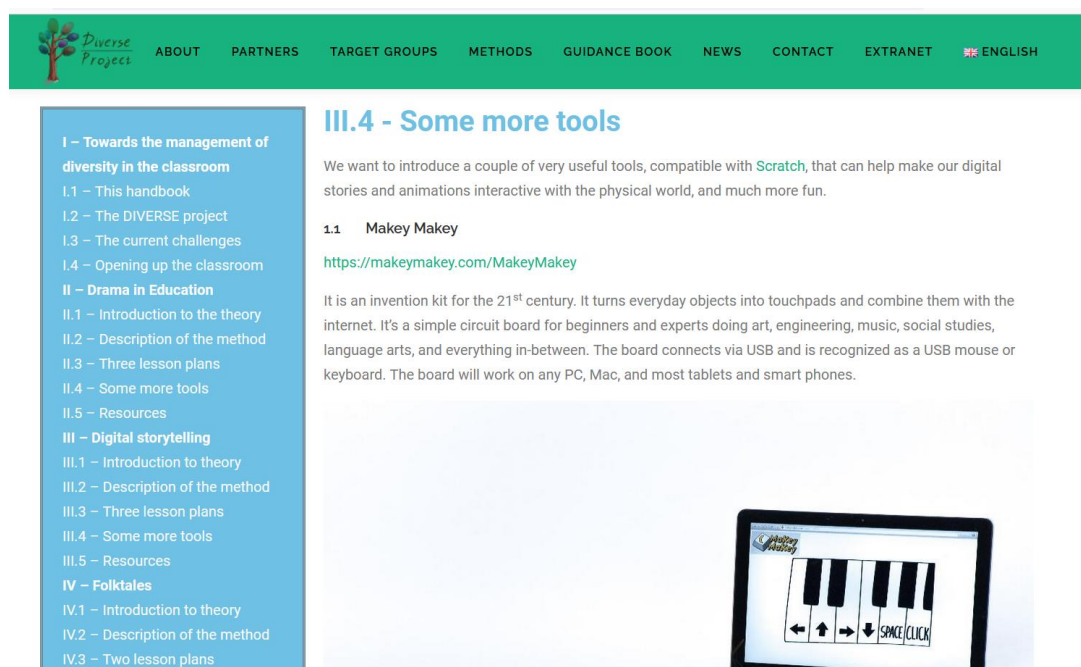 Diverse
Project
ABOUT PARTNERS TARGET GROUPS METHODS GUIDANCE BOOK NEWS CONTACT EXTRANET ENGLISH
I – Towards the management of
diversity in the classroom
I.1 – This handbook
I.2 – The DIVERSE project
I.3 – The current challenges
I.4 – Opening up the classroom
II – Drama in Education
II.1 – Introduction to the theory
II.2 – Description of the method
II.3 – Three lesson plans
II.4 – Some more tools
II.5 – Resources
III – Digital storytelling
III.1 – Introduction to theory
III.2 – Description of the method
III.3 – Three lesson plans
III.4 – Some more tools
III.5 – Resources
IV – Folktales
IV.1 – Introduction to theory
IV.2 – Description of the method
IV.3 – Two lesson plans
III.4 - Some more tools
We want to introduce a couple of very useful tools, compatible with Scratch, that can help make our digital
stories and animations interactive with the physical world, and much more fun.
1.1 Makey Makey
https://makeymakey.com/MakeyMakey
It is an invention kit for the 21st century. It turns everyday objects into touchpads and combine them with the
internet. It's a simple circuit board for beginners and experts doing art, engineering, music, social studies,
language arts, and everything in-between. The board connects via USB and is recognized as a USB mouse or
keyboard. The board will work on any PC, Mac, and most tablets and smart phones.
MaKey
MaKey
SPACE CLICK